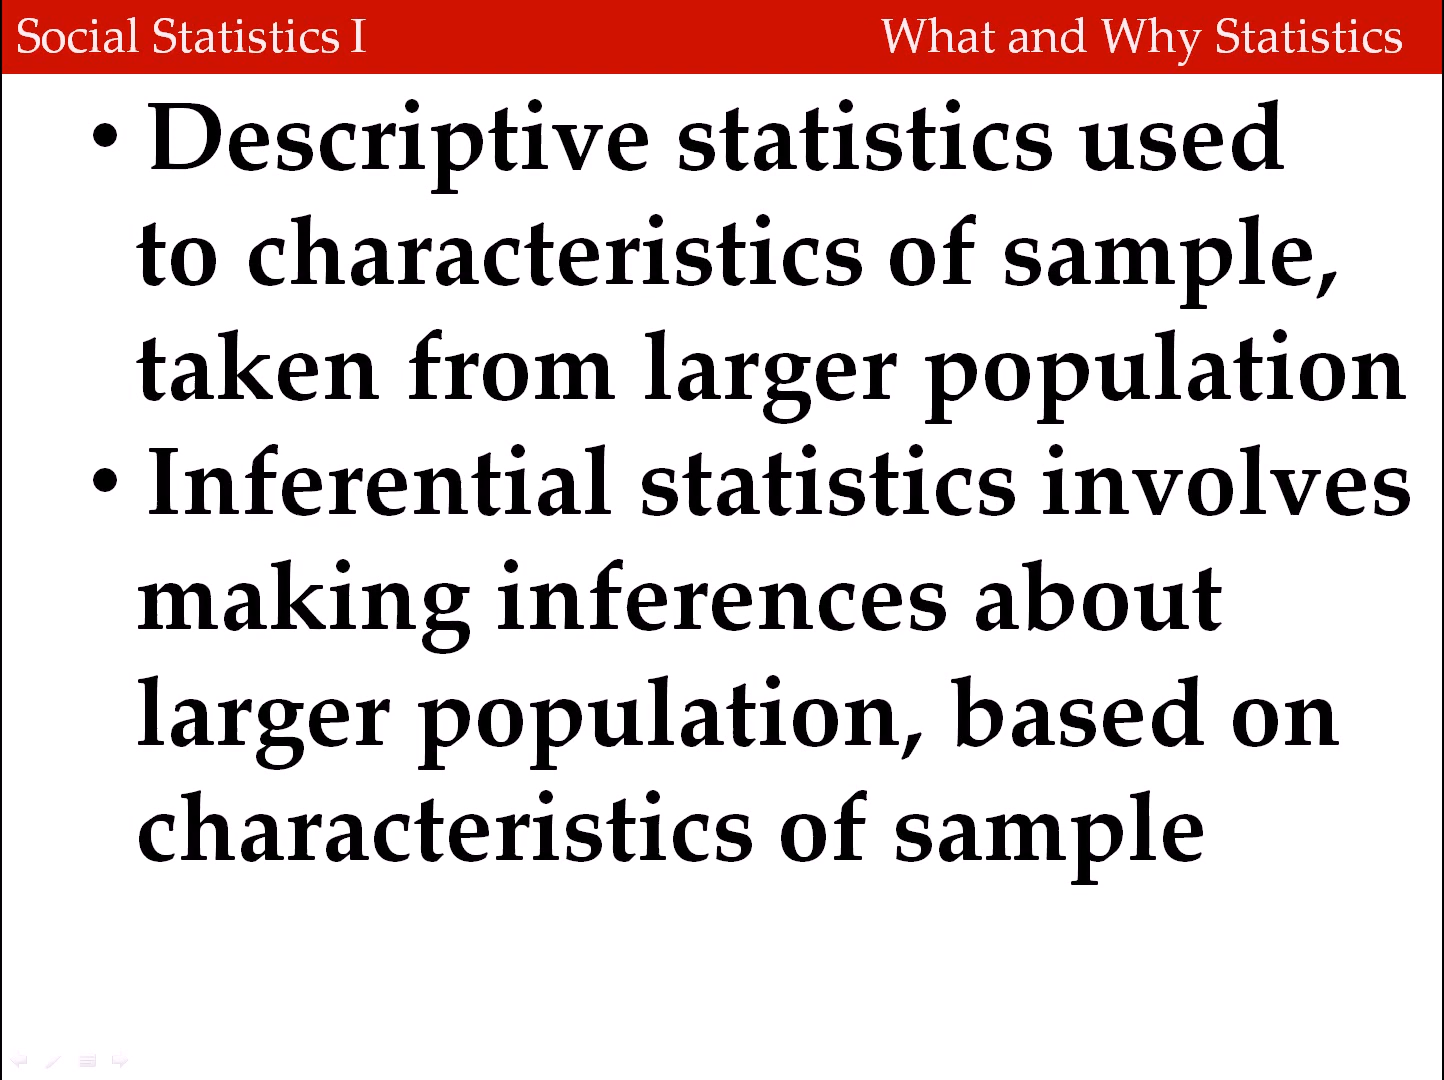 Social Statistics I
What and Why Statistics
• Descriptive statistics used
to characteristics of sample,
taken from larger population
• Inferential statistics involves
making inferences about
larger population, based on
characteristics of sample